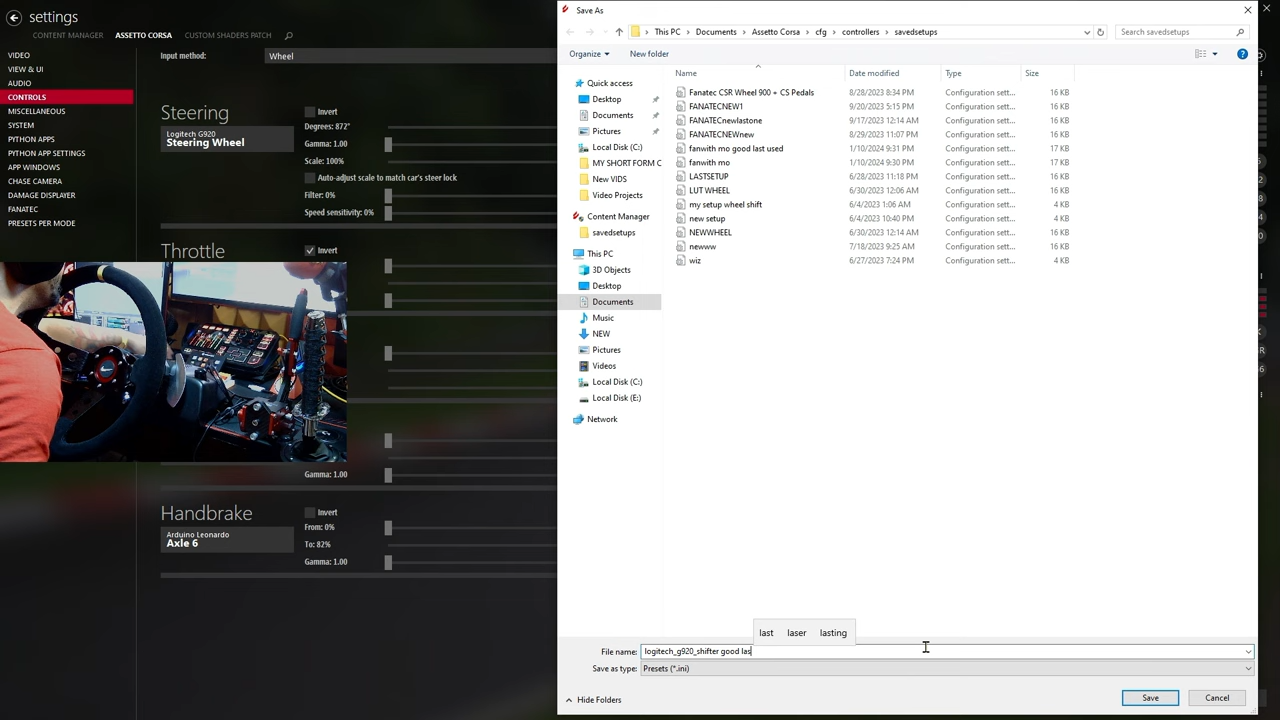 settings
CONTENT MANAGER
ASSETTO CORSA
CUSTOM SHADERS PATCH
VIDEO
VIEW & UI
AUDIO
CONTROLS
MISCELLANEOUS
SYSTEM
PYTHON APPS
PYTHON APP SETTINGS
APP WINDOWS
CHASE CAMERA
DAMAGE DISPLAYER
FANATEC
PRESETS PER MODE
Input method:
Wheel
Steering
Logitech G920
Steering Wheel
Invert
Degrees: 872°
Gamma: 1.00
Scale: 100%
Auto-adjust scale to match car's steer lock
Filter: 0%
Speed sensitivity: 0%
Throttle
Invert
Gamma: 1.00
Handbrake
Arduino Leonardo
Axle 6
Invert
From: 0%
To: 82%
Gamma: 1.00
Save As
This PC
Documents
Assetto Corsa
cfg
controllers
savedsetups
Search savedsetups
Organize
New folder
Quick access
Desktop
Documents
Pictures
Local Disk (C:)
MY SHORT FORM C
New VIDS
Video Projects
Content Manager
savedsetups
This PC
3D Objects
Desktop
Documents
Music
NEW
Pictures
Videos
Local Disk (C:)
Local Disk (E:)
Network
Name Date modified Type Size
Fanatec CSR Wheel 900 + CS Pedals 8/28/2023 8:34 PM Configuration sett... 16 KB
FANATECNEW1 9/20/2023 5:15 PM Configuration sett... 16 KB
FANATECnewlastone 9/17/2023 12:14 AM Configuration sett... 16 KB
FANATECNEWnew 8/29/2023 11:07 PM Configuration sett... 16 KB
fanwith mo good last used 1/10/2024 9:31 PM Configuration sett... 17 KB
fanwith mo 1/10/2024 9:30 PM Configuration sett... 17 KB
LASTSETUP 6/28/2023 11:18 PM Configuration sett... 16 KB
LUT WHEEL 6/30/2023 12:06 AM Configuration sett... 16 KB
my setup wheel shift 6/4/2023 1:06 AM Configuration sett... 4 KB
new setup 6/4/2023 10:40 PM Configuration sett... 4 KB
NEWWHEEL 6/30/2023 12:14 AM Configuration sett... 16 KB
newww 7/18/2023 9:25 AM Configuration sett... 16 KB
wiz 6/27/2023 7:24 PM Configuration sett... 4 KB
last laser lasting
File name: logitech_g920_shifter good las
Save as type: Presets (*.ini)
Hide Folders
Save
Cancel